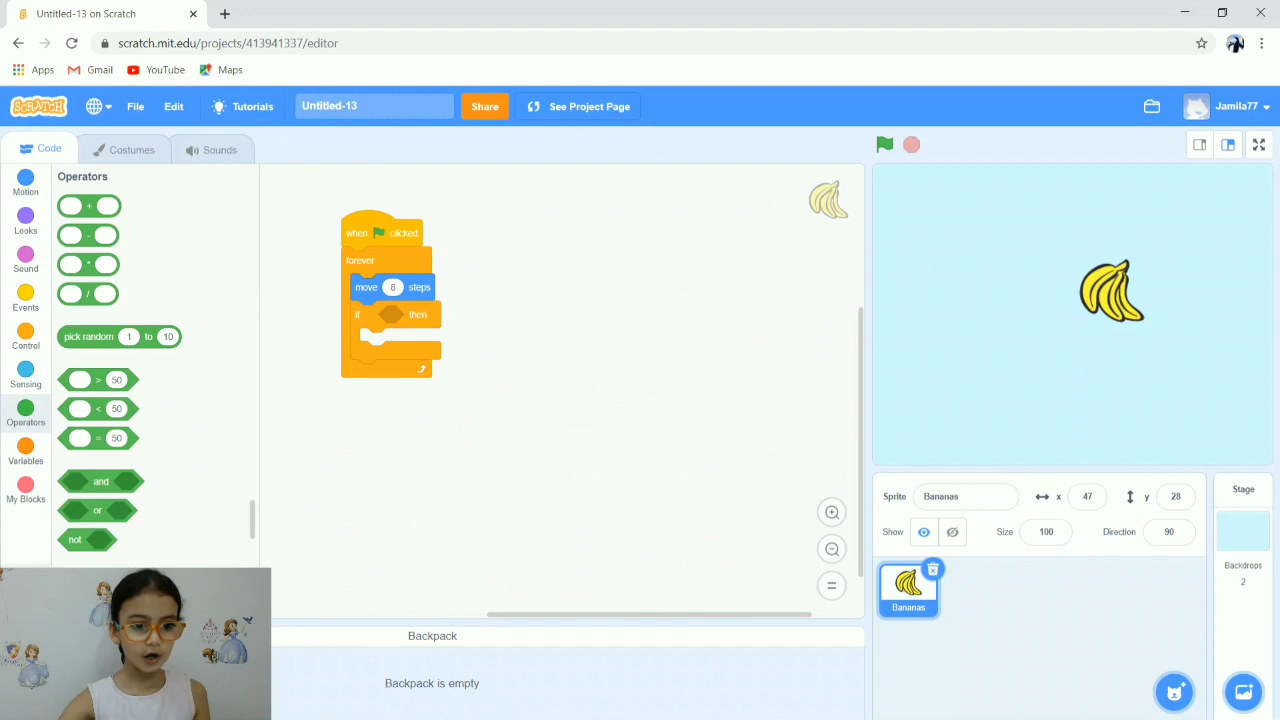 Untitled-13 on Scratch
scratch.mit.edu/projects/413941337/editor
Apps Gmail YouTube Maps
SCRATCH File Edit Tutorials Untitled-13 Share See Project Page Jamila77
Code Costumes Sounds
Motion
Looks
Sound
Events
Control
Sensing
Operators
Variables
My Blocks
Operators
+
-
*
/
pick random 1 to 10
> 50
< 50
= 50
and
or
not
when clicked
forever
move 8 steps
if then
Backpack
Backpack is empty
Sprite Bananas x 47 y 28
Show Size 100 Direction 90
Bananas
Stage
Backdrops
2